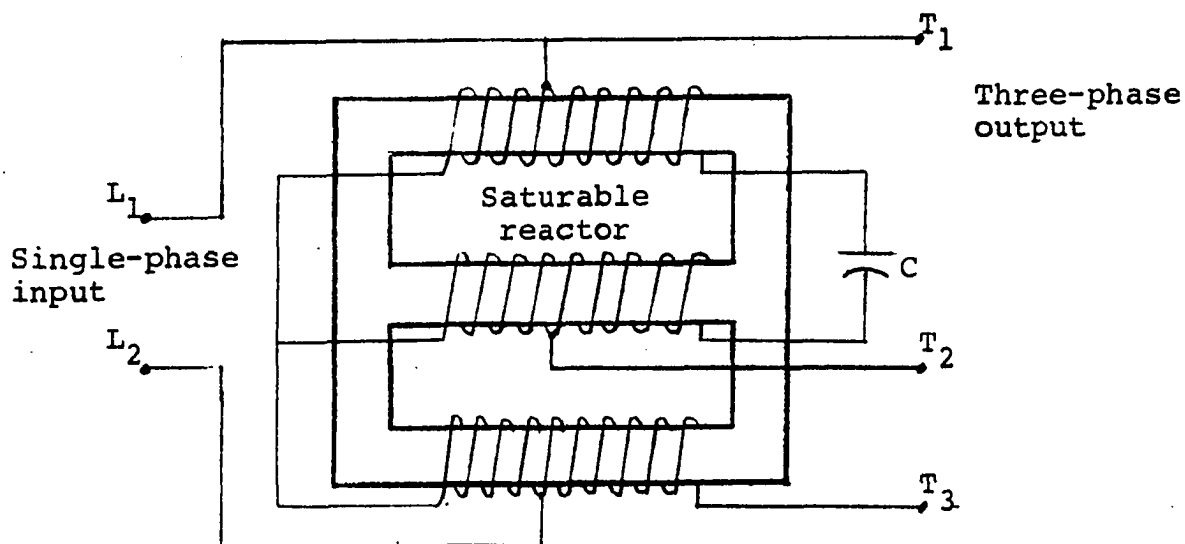 T1
Three-phase
output
L1
Saturable
reactor
Single-phase
input
C
L2
T2
T3